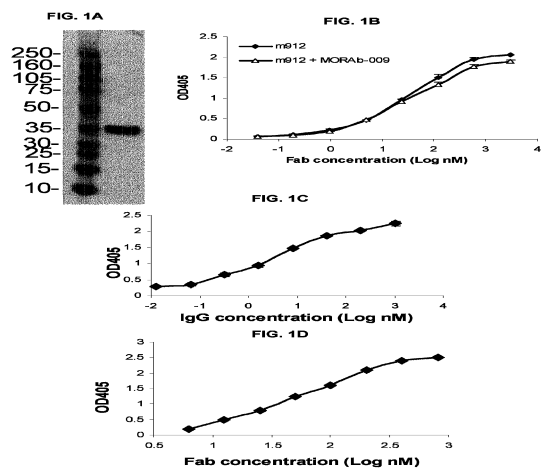 FIG. 1A
250-
160-
105-
75-
50-
35-
30-
25-
15-
10-
FIG. 1B
m912
m912 + MORAb-009
OD405
2.5
2
1.5
1
0.5
0
-2 -1 0 1 2 3 4
Fab concentration (Log nM)
FIG. 1C
OD405
2.5
2
1.5
1
0.5
0
-2 -1 0 1 2 3 4
IgG concentration (Log nM)
FIG. 1D
OD405
3
2.5
2
1.5
1
0.5
0
0.5 1 1.5 2 2.5 3
Fab concentration (Log nM)